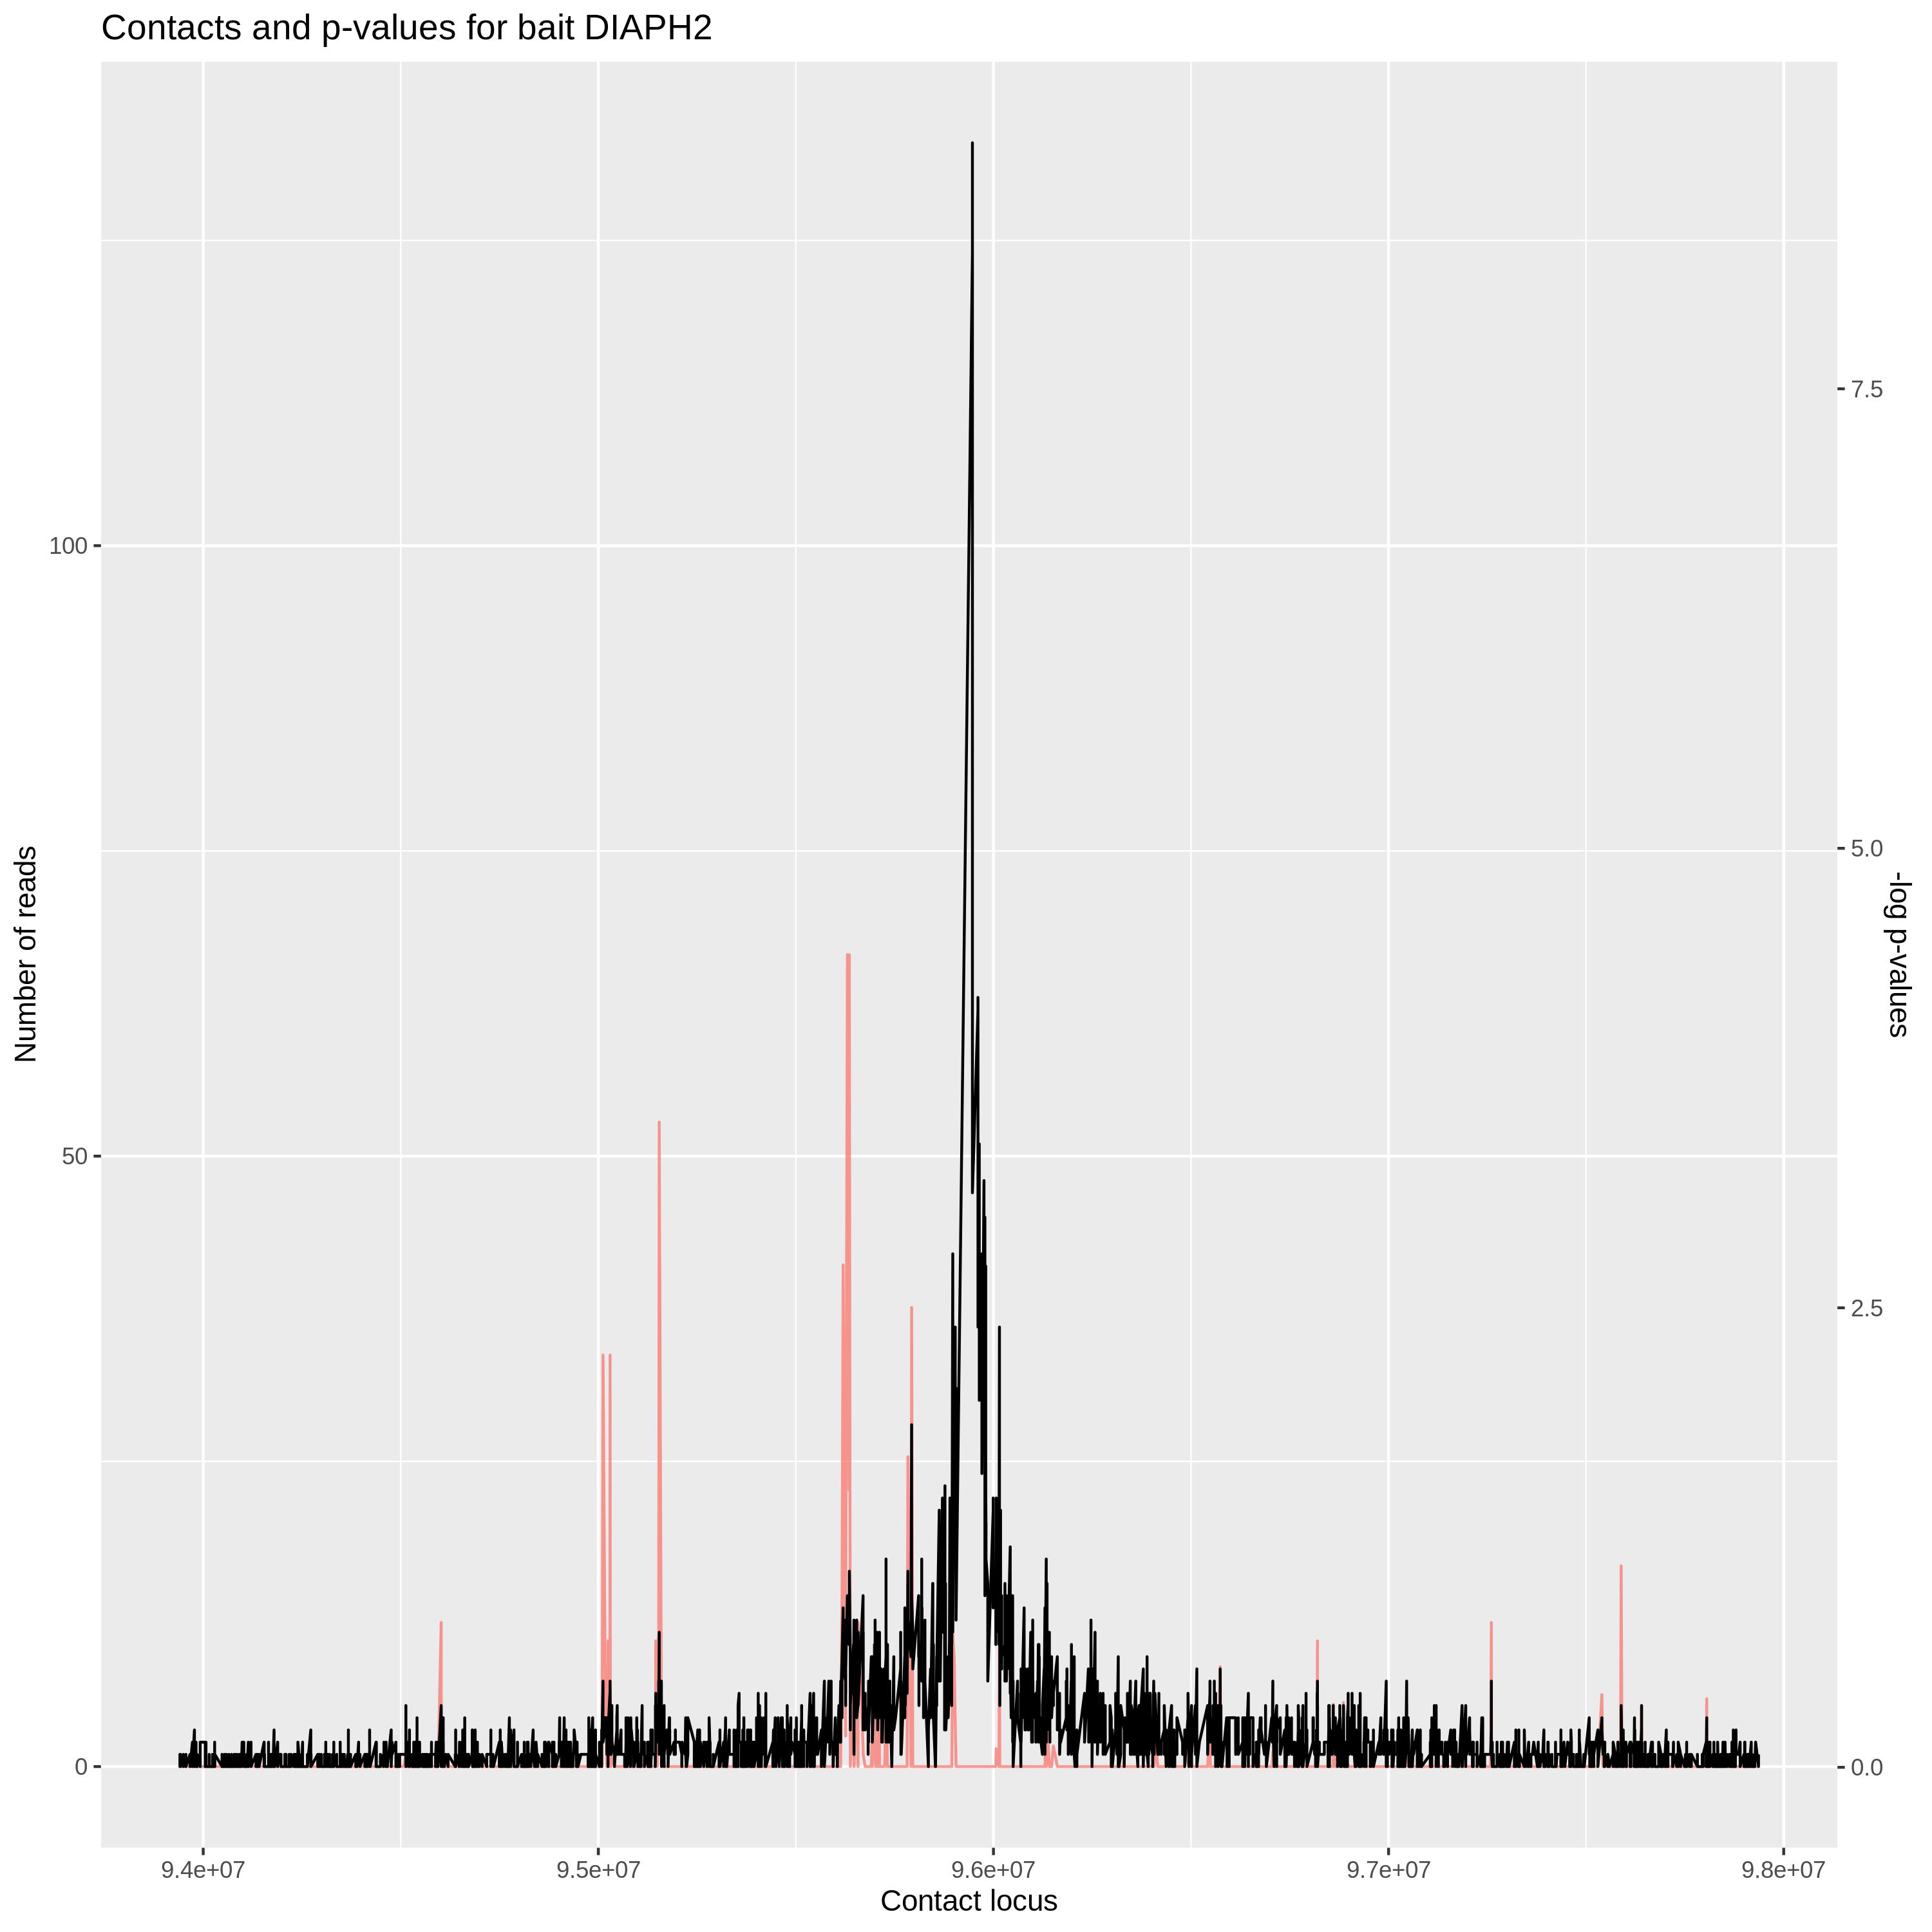 Contacts and p-values for bait DIAPH2
Number of reads
100
50
0
7.5
5.0
2.5
0.0
-log p-values
9.4e+07 9.5e+07 9.6e+07 9.7e+07 9.8e+07
Contact locus